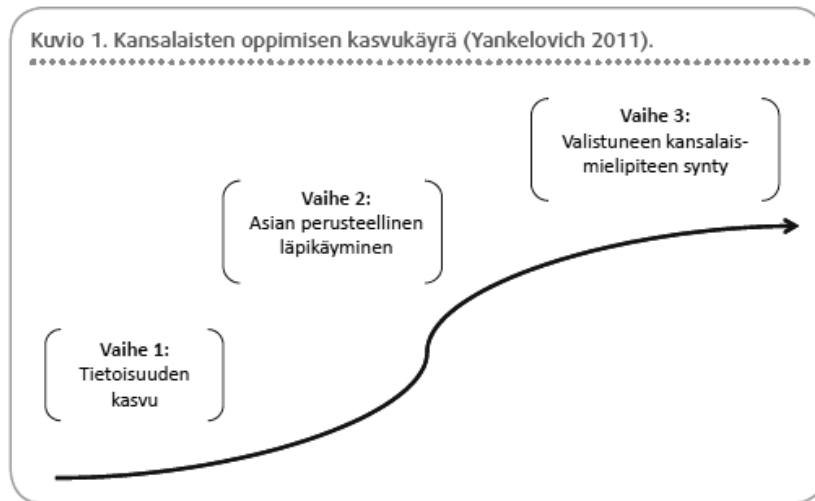 Kuvio 1. Kansalaisten oppimisen kasvukäyrä (Yankelovich 2011).
Vaihe 3:
Valistuneen kansalais-
mielipiteen synty
Vaihe 2:
Asian perusteellinen
läpikäyminen
Vaihe 1:
Tietoisuuden
kasvu